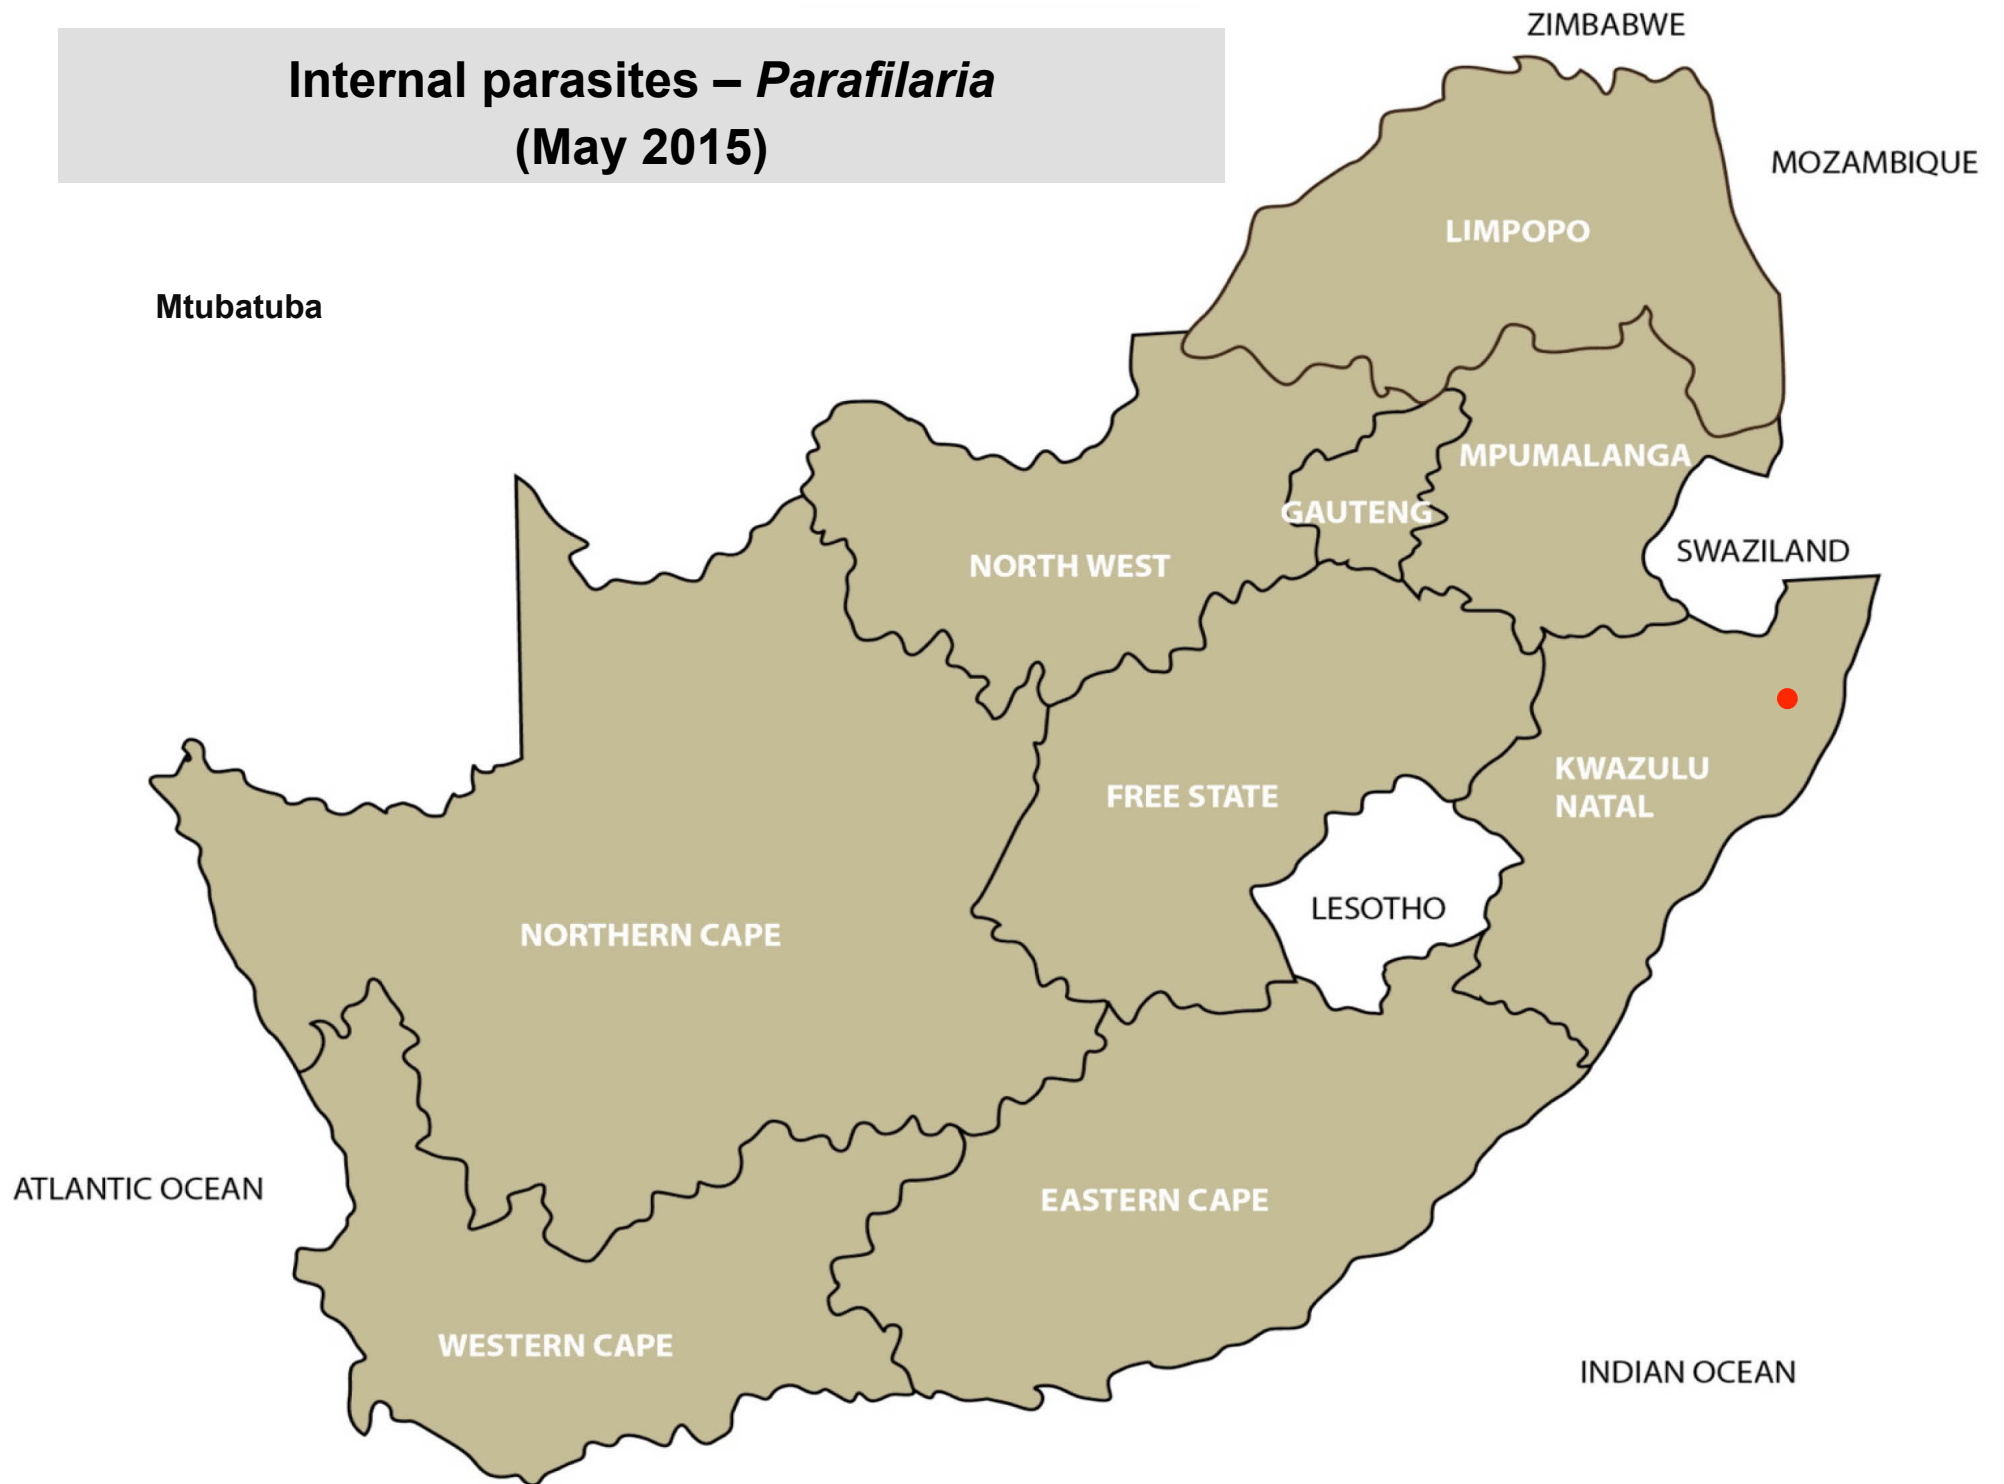 Internal parasites – Parafilaria
(May 2015)
ZIMBABWE
MOZAMBIQUE
LIMPOPO
Mtubatuba
MPUMALANGA
GAUTENG
SWAZILAND
NORTH WEST
KWAZULU
NATAL
FREE STATE
LESOTHO
NORTHERN CAPE
ATLANTIC OCEAN
EASTERN CAPE
WESTERN CAPE
INDIAN OCEAN